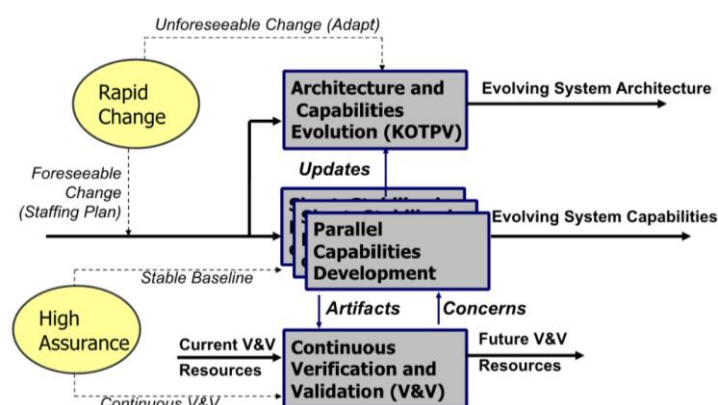 Unforeseeable Change (Adapt)
Rapid
Change
Architecture and
Capabilities
Evolution (KOTPV)
Evolving System Architecture
Foreseeable
Change
(Staffing Plan)
Updates
Parallel
Capabilities
Development
Evolving System Capabilities
Stable Baseline
High
Assurance
Artifacts
Concerns
Current V&V
Resources
Continuous
Verification and
Validation (V&V)
Future V&V
Resources
Continuous V&V